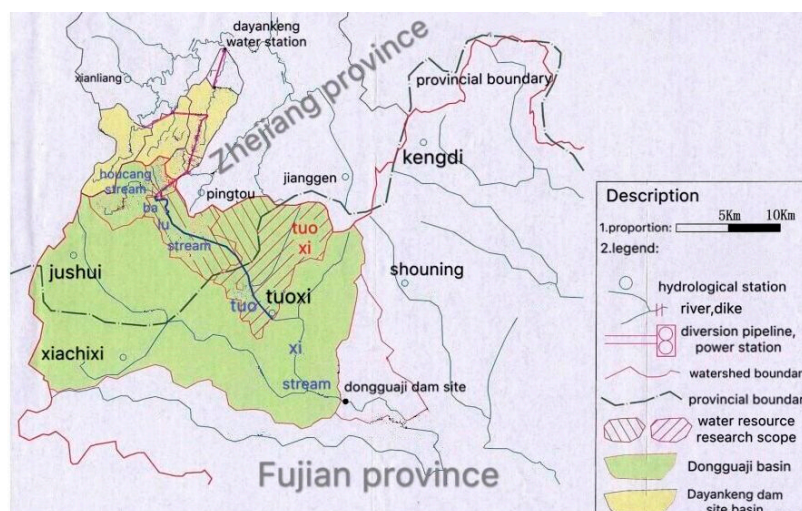 dayankeng
water station
xianliang
Zhejiang province
provincial boundary
kengdi
houcang
stream
pingtou
jianggen
ba
lu
stream
tuo
xi
jushui
shouning
tuoxi
tuo
xiachixi
xi
stream
dongguaji dam site
Fujian province
Description
1.proportion:
5Km
10Km
2.legend:
hydrological station
river,dike
diversion pipeline,
power station
watershed boundar
provincial boundar
water resource
research scope
Dongguaji basin
Dayankeng dam
site basin